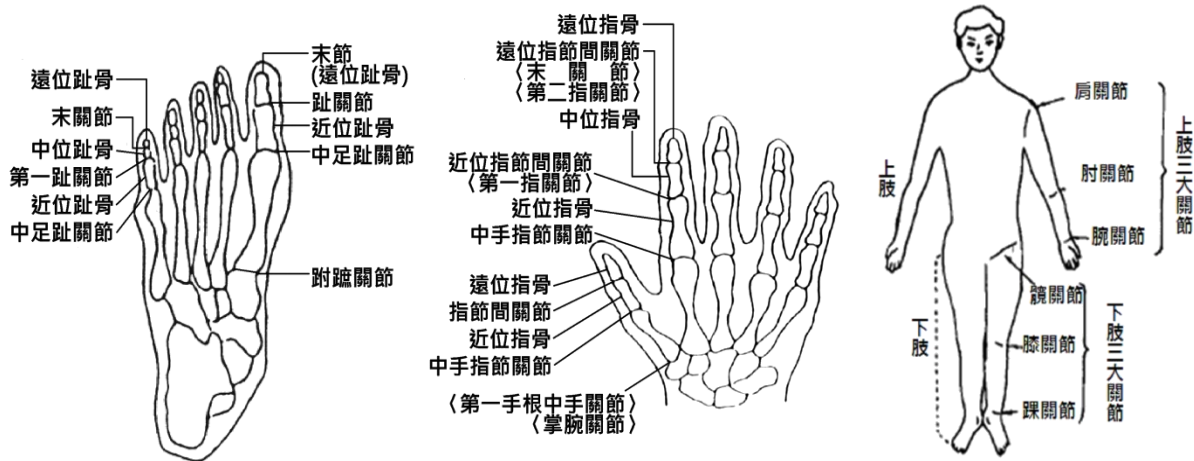 末節
(遠位趾骨)
遠位趾骨
趾關節
末關節
近位趾骨
中位趾骨
中足趾關節
第一趾關節
近位趾骨
中足趾關節
跗蹠關節
遠位指骨
遠位指節間關節
〈末關節〉
〈第二指關節〉
中位指骨
近位指節間關節
〈第一指關節〉
近位指骨
中手指節關節
遠位指骨
指節間關節
近位指骨
中手指節關節
〈第一手根中手關節〉
〈掌腕關節〉
肩關節
上肢
肘關節
腕關節
上肢三大關節
髖關節
下肢
膝關節
踝關節
下肢三大關節